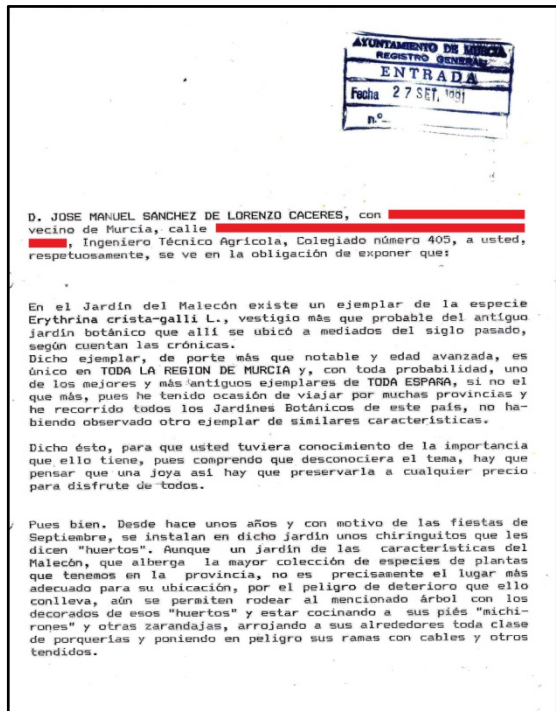 AYUNTAMIENTO DE MURCIA
REGISTRO GENERAL
ENTRADA
Fecha 27 SET. 1991
n.º
D. JOSE MANUEL SANCHEZ DE LORENZO CACERES, con
vecino de Murcia, calle
, Ingeniero Técnico Agrícola, Colegiado número 405, a usted,
respetuosamente, se ve en la obligación de exponer que:
En el Jardín del Malecón existe un ejemplar de la especie
Erythrina crista-galli L., vestigio más que probable del antiguo
jardín botánico que allí se ubicó a mediados del siglo pasado,
según cuentan las crónicas.
Dicho ejemplar, de porte más que notable y edad avanzada, es
único en TODA LA REGION DE MURCIA y, con toda probabilidad, uno
de los mejores y más antiguos ejemplares de TODA ESPAÑA, si no el
que más, pues he tenido ocasión de viajar por muchas provincias y
he recorrido todos los Jardines Botánicos de este país, no ha-
biendo observado otro ejemplar de similares características.
Dicho ésto, para que usted tuviera conocimiento de la importancia
que ello tiene, pues comprendo que desconociera el tema, hay que
pensar que una joya así hay que preservarla a cualquier precio
para disfrute de todos.
Pues bien. Desde hace unos años y con motivo de las fiestas de
Septiembre, se instalan en dicho jardín unos chiringuitos que les
dicen "huertos". Aunque un jardín de las características del
Malecón, que alberga la mayor colección de especies de plantas
que tenemos en la provincia, no es precisamente el lugar más
adecuado para su ubicación, por el peligro de deterioro que ello
conlleva, aún se permiten rodear al mencionado árbol con los
decorados de esos "huertos" y estar cocinando a sus piés "michi-
rones" y otras zarandajas, arrojando a sus alrededores toda clase
de porquerías y poniendo en peligro sus ramas con cables y otros
tendidos.